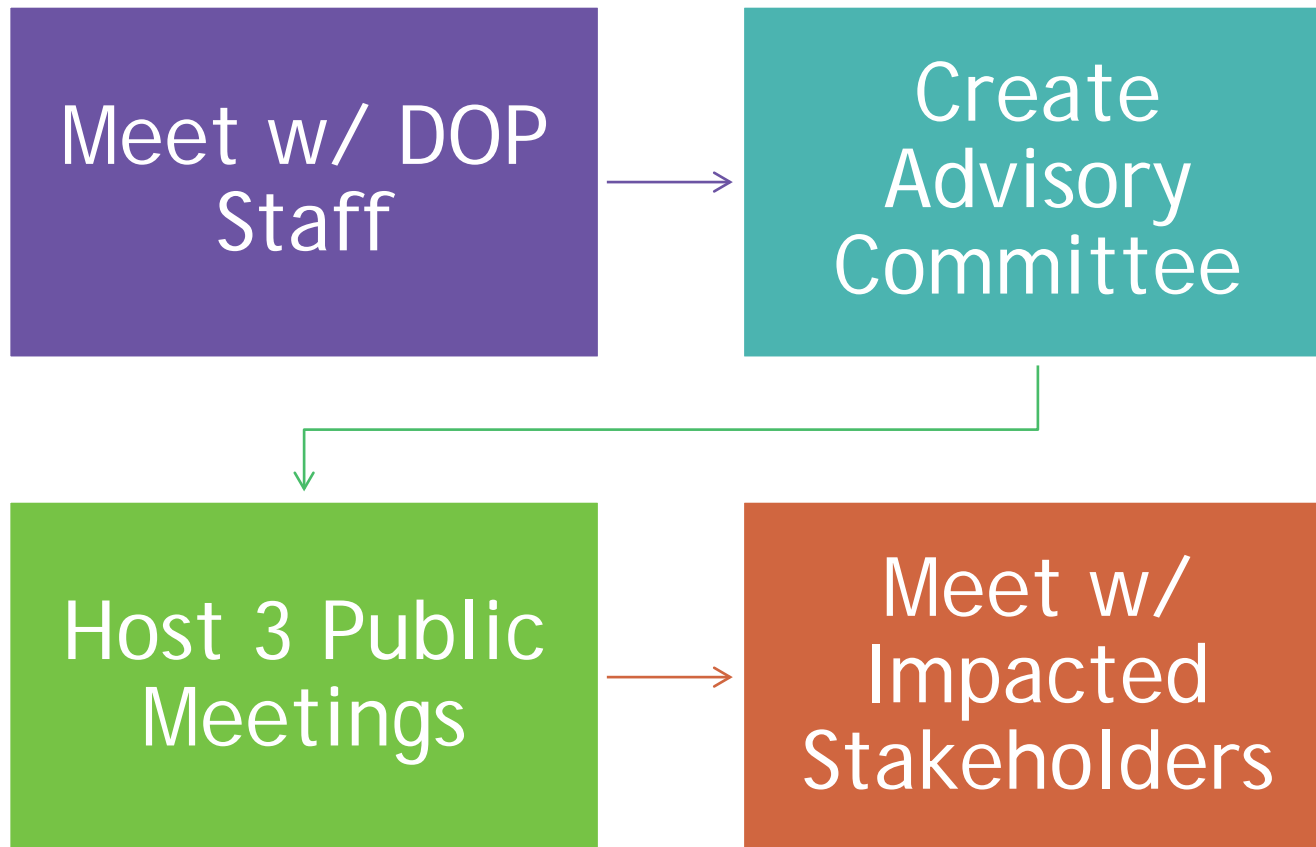 Meet w/ DOP
Staff
Create
Advisory
Committee
Host 3 Public
Meetings
Meet w/
Impacted
Stakeholders